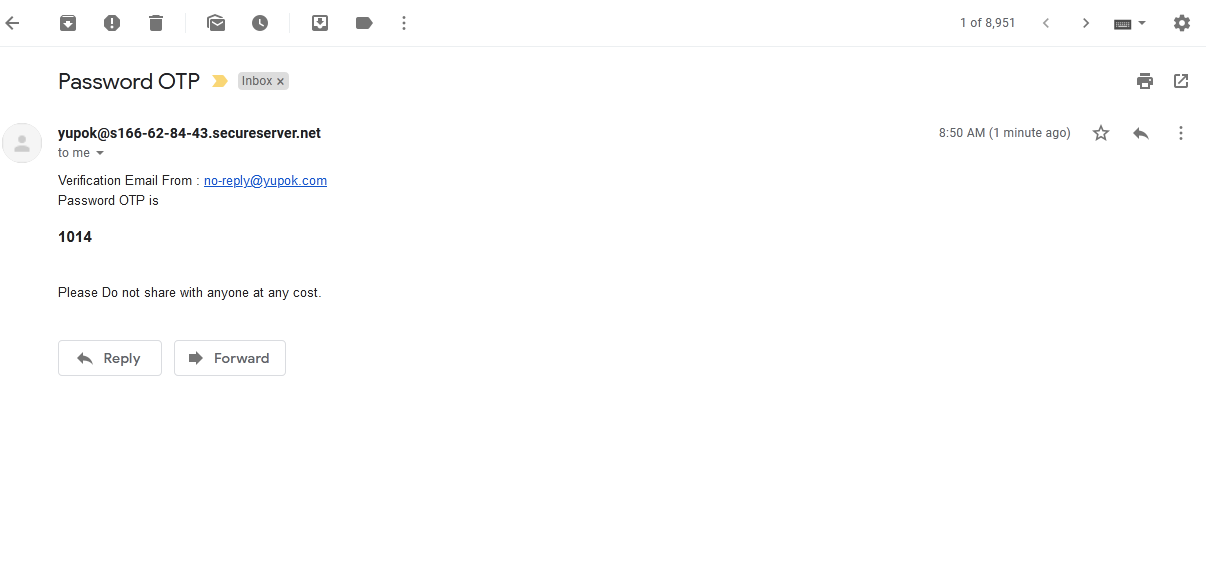 1 of 8,951
Password OTP
Inbox ×
yupok@s166-62-84-43.secureserver.net
8:50 AM (1 minute ago)
to me
Verification Email From : no-reply@yupok.com
Password OTP is
1014
Please Do not share with anyone at any cost.
Reply
Forward